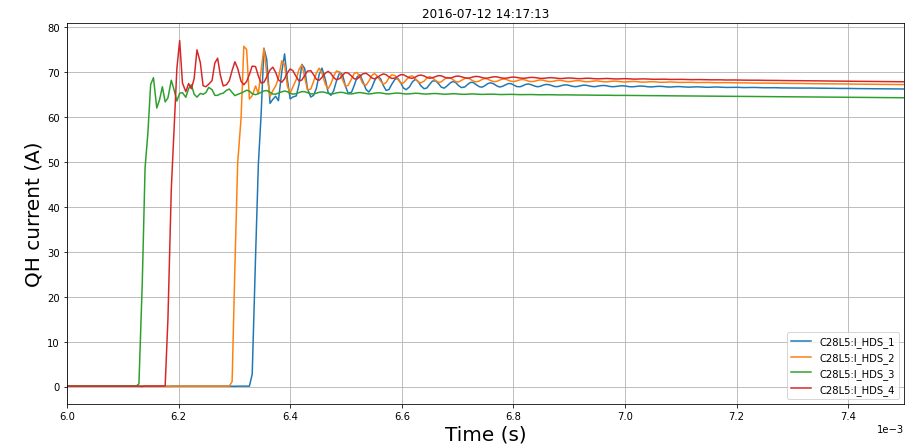 2016-07-12 14:17:13
QH current (A)
80
70
60
50
40
30
20
10
0
C28L5:I_HDS_1
C28L5:I_HDS_2
C28L5:I_HDS_3
C28L5:I_HDS_4
6.0 6.2 6.4 6.6 6.8 7.0 7.2 7.4
1e−3
Time (s)